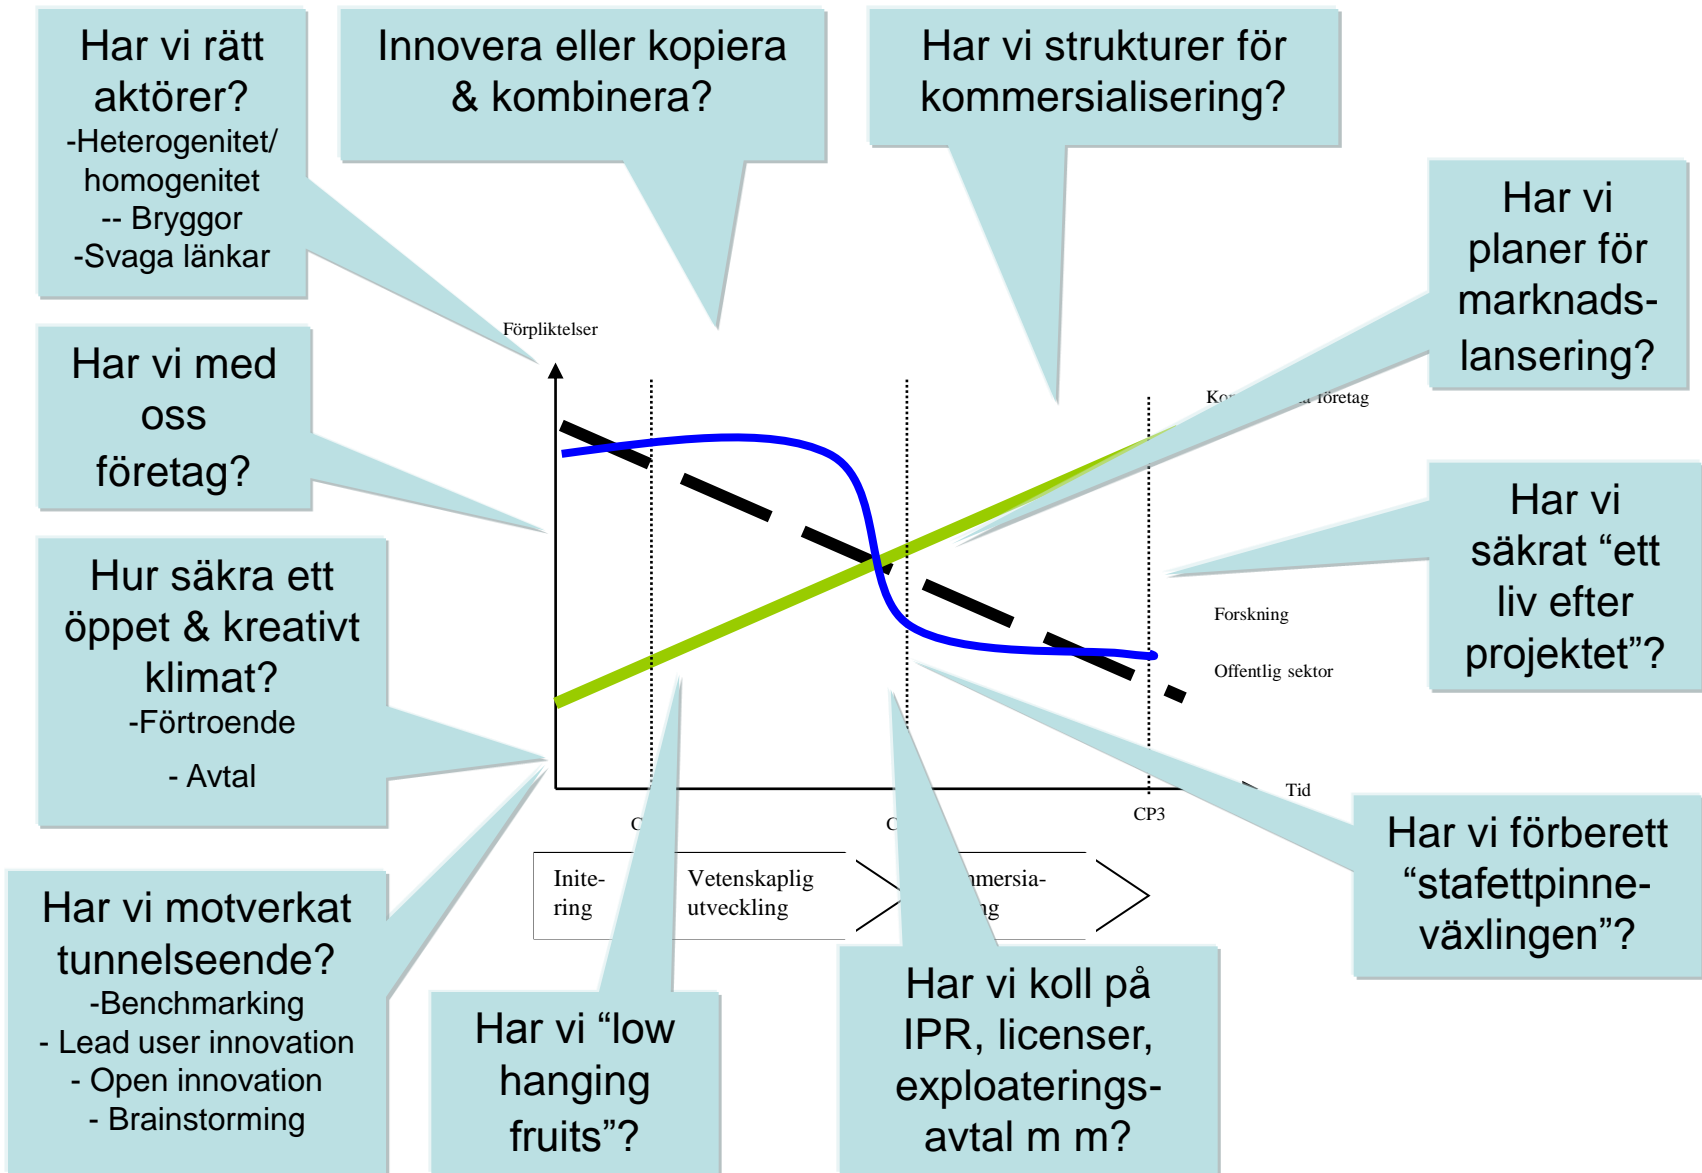 Har vi rätt
aktörer?
-Heterogenitet/
homogenitet
-- Bryggor
-Svaga länkar
Innovera eller kopiera
& kombinera?
Har vi strukturer för
kommersialisering?
Har vi
planer för
marknads-
lansering?
Har vi med
oss
företag?
Hur säkra ett
öppet & kreativt
klimat?
-Förtroende
- Avtal
Har vi motverkat
tunnelseende?
-Benchmarking
- Lead user innovation
- Open innovation
- Brainstorming
Har vi “low
hanging
fruits”?
Har vi koll på
IPR, licenser,
exploaterings-
avtal m m?
Har vi förberett
“stafettpinne-
växlingen”?
Har vi
säkrat “ett
liv efter
projektet”?
Förpliktelser
företag
Forskning
Offentlig sektor
Tid
CP3
Inite-
ring
Vetenskaplig
utveckling